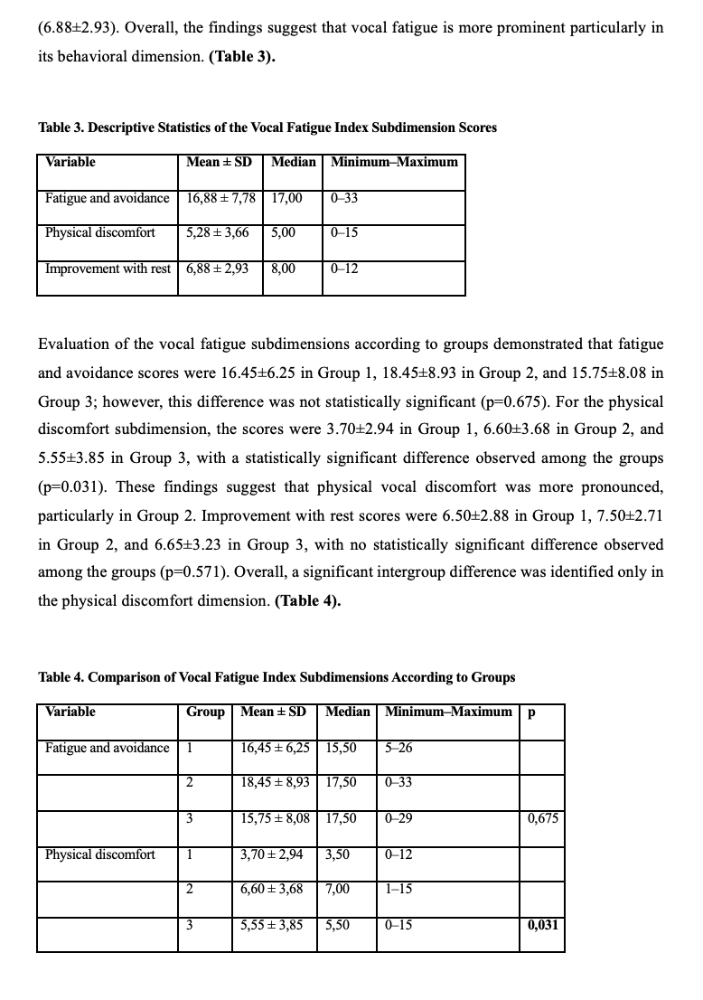 (6.88±2.93). Overall, the findings suggest that vocal fatigue is more prominent particularly in
its behavioral dimension. (Table 3).
Table 3. Descriptive Statistics of the Vocal Fatigue Index Subdimension Scores
Variable Mean ± SD Median Minimum–Maximum
Fatigue and avoidance 16,88 ± 7,78 17,00 0–33
Physical discomfort 5,28 ± 3,66 5,00 0–15
Improvement with rest 6,88 ± 2,93 8,00 0–12
Evaluation of the vocal fatigue subdimensions according to groups demonstrated that fatigue
and avoidance scores were 16.45±6.25 in Group 1, 18.45±8.93 in Group 2, and 15.75±8.08 in
Group 3; however, this difference was not statistically significant (p=0.675). For the physical
discomfort subdimension, the scores were 3.70±2.94 in Group 1, 6.60±3.68 in Group 2, and
5.55±3.85 in Group 3, with a statistically significant difference observed among the groups
(p=0.031). These findings suggest that physical vocal discomfort was more pronounced,
particularly in Group 2. Improvement with rest scores were 6.50±2.88 in Group 1, 7.50±2.71
in Group 2, and 6.65±3.23 in Group 3, with no statistically significant difference observed
among the groups (p=0.571). Overall, a significant intergroup difference was identified only in
the physical discomfort dimension. (Table 4).
Table 4. Comparison of Vocal Fatigue Index Subdimensions According to Groups
Variable Group Mean ± SD Median Minimum–Maximum p
Fatigue and avoidance 1 16,45 ± 6,25 15,50 5–26
2 18,45 ± 8,93 17,50 0–33
3 15,75 ± 8,08 17,50 0–29 0,675
Physical discomfort 1 3,70 ± 2,94 3,50 0–12
2 6,60 ± 3,68 7,00 1–15
3 5,55 ± 3,85 5,50 0–15 0,031